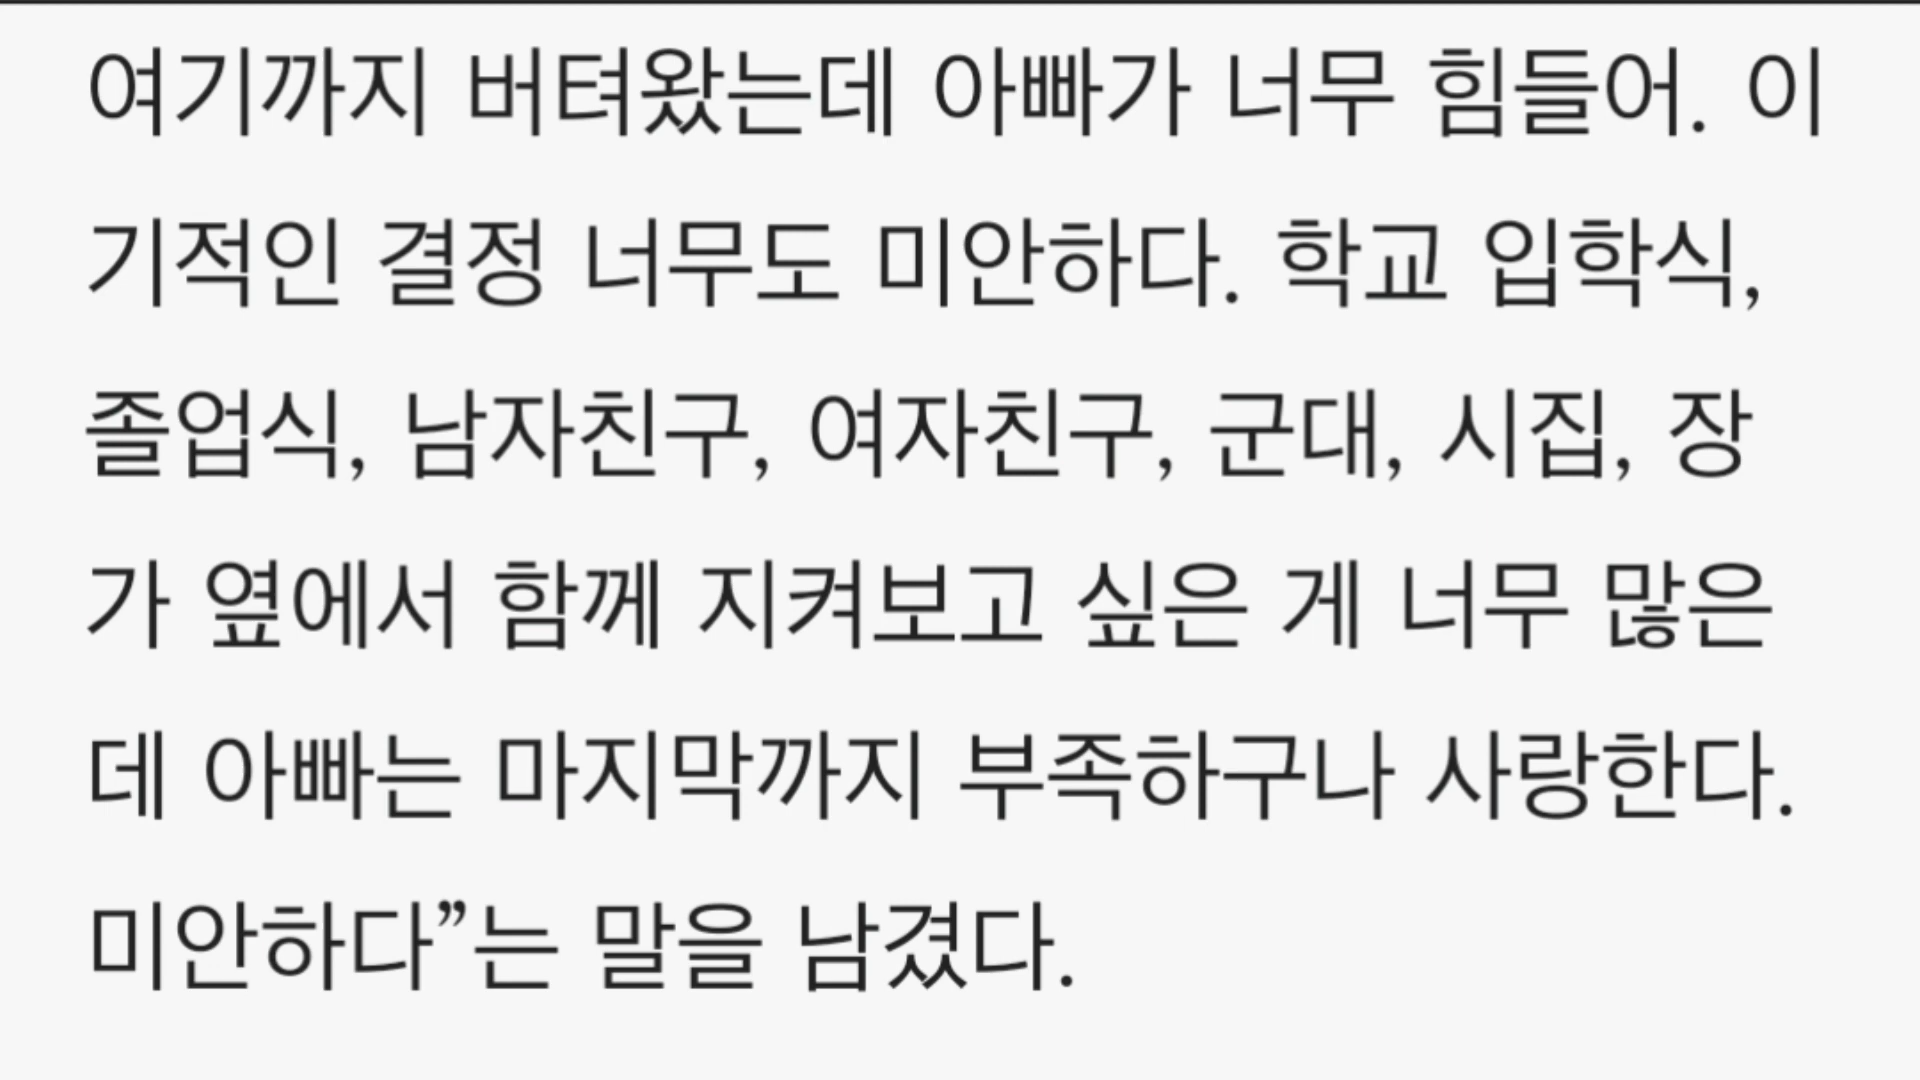 여기까지 버텨왔는데 아빠가 너무 힘들어. 이
기적인 결정 너무도 미안하다. 학교 입학식,
졸업식, 남자친구, 여자친구, 군대, 시집, 장
가 옆에서 함께 지켜보고 싶은 게 너무 많은
데 아빠는 마지막까지 부족하구나 사랑한다.
미안하다”는 말을 남겼다.